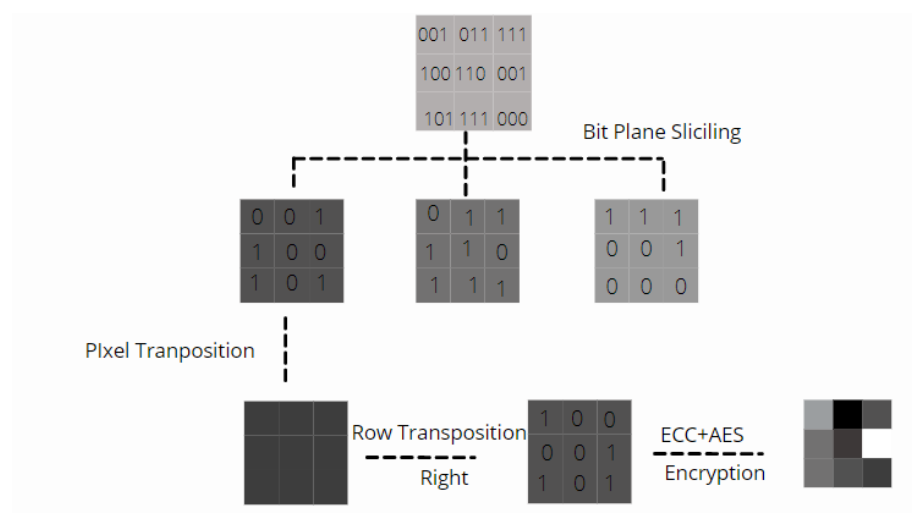 001 011 111
100 110 001
101 111 000
Bit Plane Sliciling
0 0 1
1 0 0
1 0 1
0 1 1
1 1 0
1 1 1
1 1 1
0 0 1
0 0 0
PIxel Tranposition
Row Transposition
Right
1 0 0
0 0 1
1 0 1
ECC+AES
Encryption